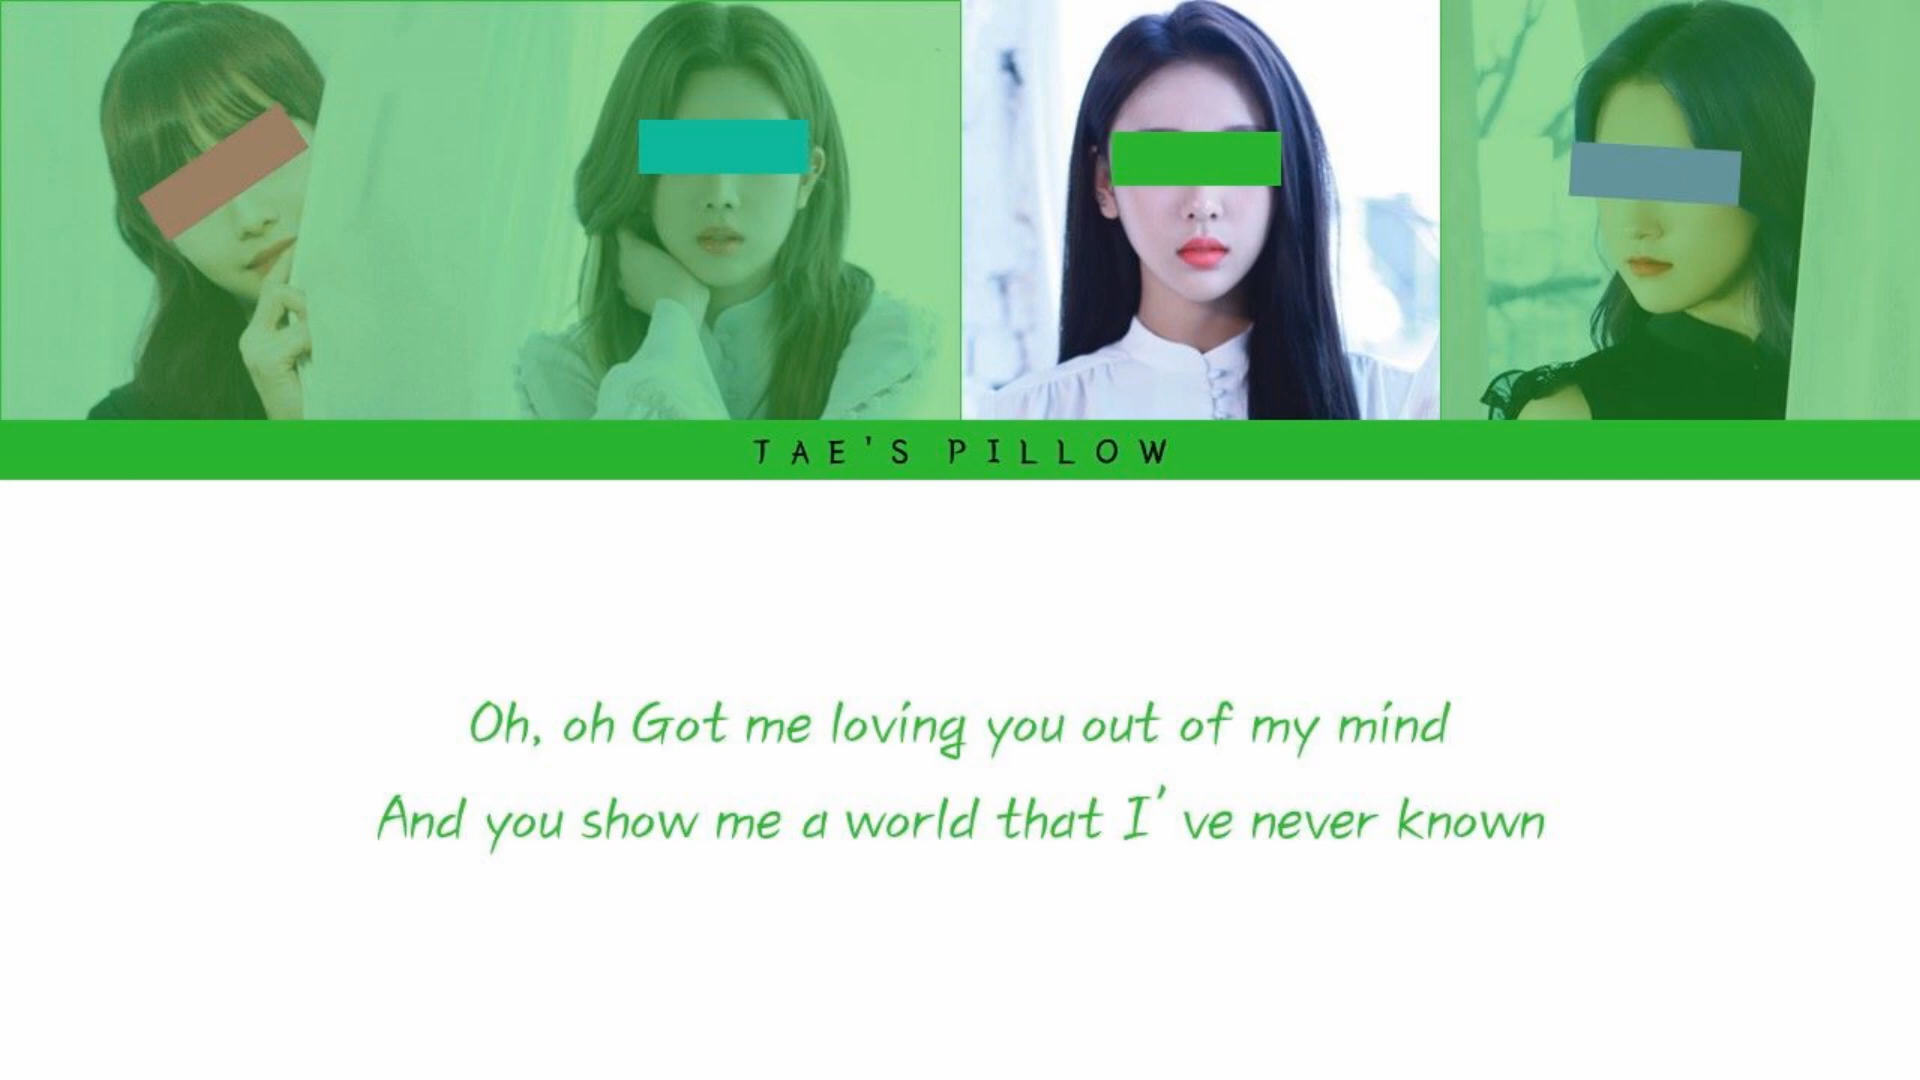 TAE'S PILLOW
Oh, oh Got me loving you out of my mind
And you show me a world that I've never known